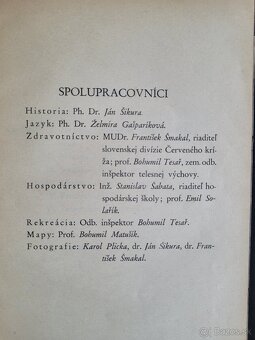 SPOLUPRACOVNÍCI
Historia: Ph. Dr. Ján Šikura.
Jazyk: Ph. Dr. Želmíra Gašparíková.
Zdravotníctvo: MUDr. František Šmakal, riaditeľ
slovenskej divízie Červeného krí-
ža; prof. Bohumil Tesař, zem. odb.
inšpektor telesnej výchovy.
Hospodárstvo: Inž. Stanislav Šabata, riaditeľ ho-
spodárskej školy; prof. Emil So-
lařík.
Rekreácia: Odb. inšpektor Bohumil Tesař.
Mapy: Prof. Bohumil Matušík.
Fotografie: Karol Plicka, dr. Ján Šikura, dr. Fran-
tišek Šmakal.